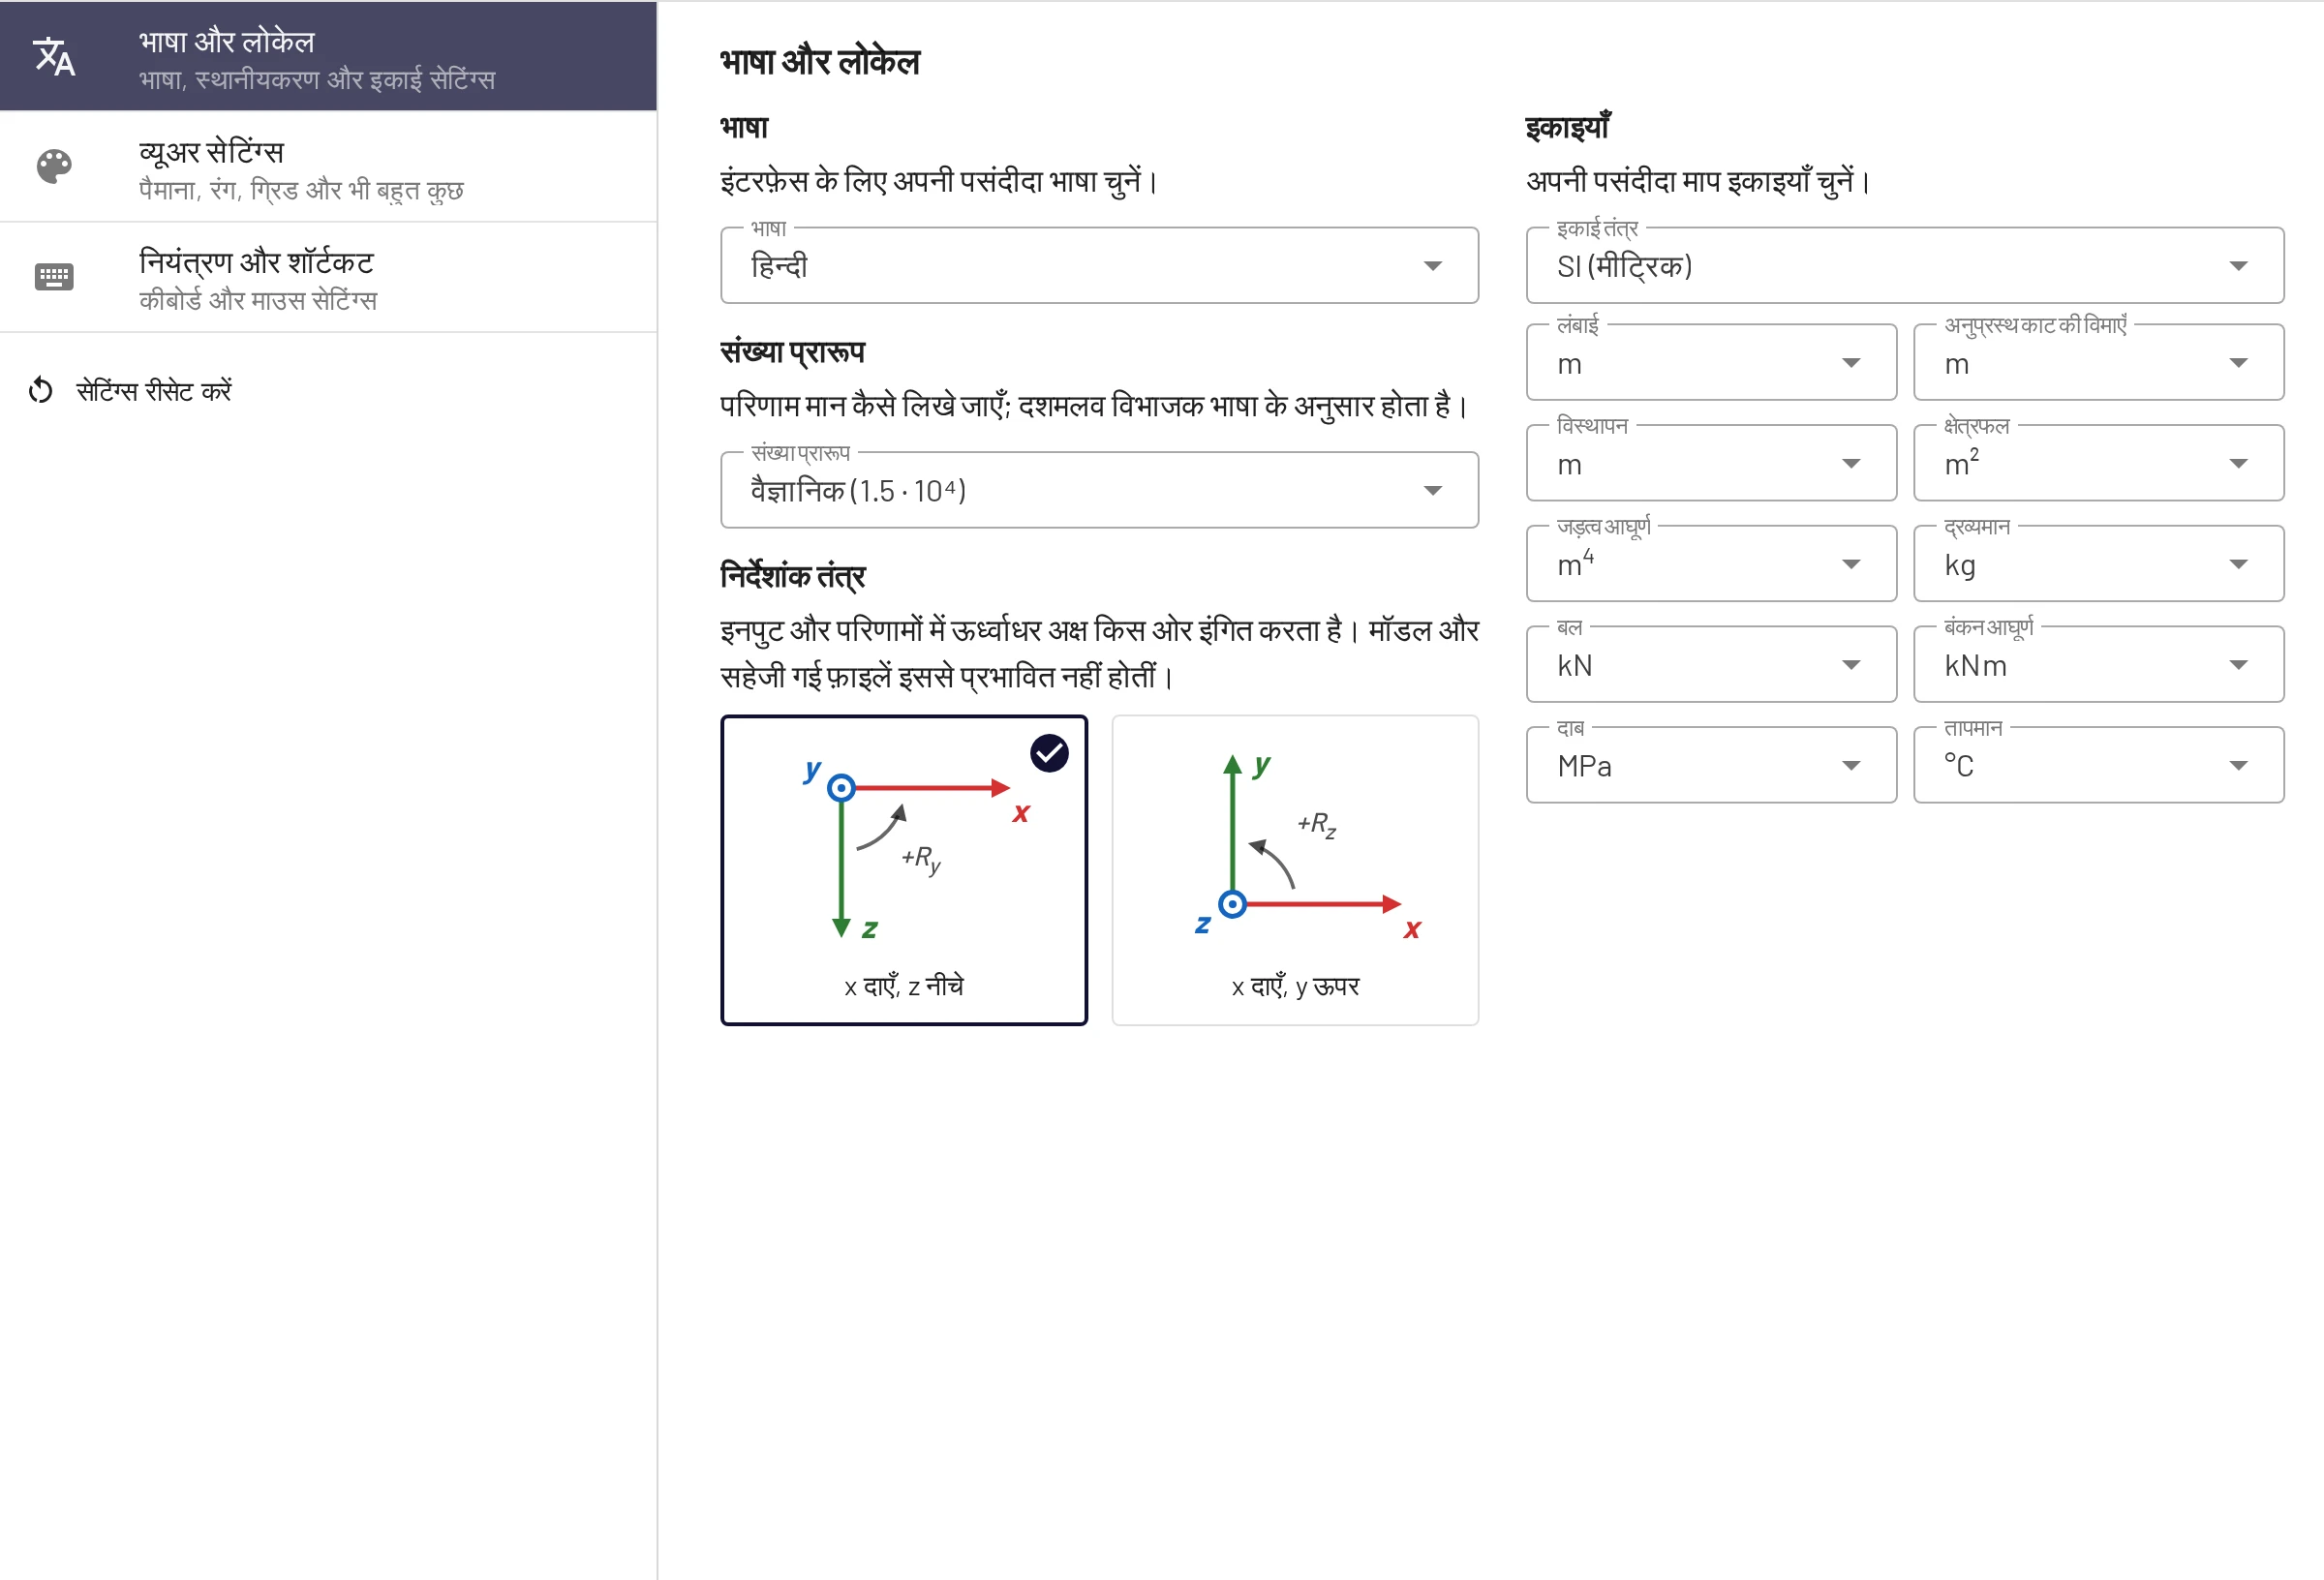 भाषा और लोकेल
भाषा, स्थानीयकरण और इकाई सेटिंग्स
व्यूअर सेटिंग्स
पैमाना, रंग, ग्रिड और भी बहुत कुछ
नियंत्रण और शॉर्टकट
कीबोर्ड और माउस सेटिंग्स
सेटिंग्स रीसेट करें
भाषा और लोकेल
भाषा
इंटरफ़ेस के लिए अपनी पसंदीदा भाषा चुनें।
भाषा
हिन्दी
संख्या प्रारूप
परिणाम मान कैसे लिखे जाएँ; दशमलव विभाजक भाषा के अनुसार होता है।
संख्या प्रारूप
वैज्ञानिक (1.5 · 10⁴)
निर्देशांक तंत्र
इनपुट और परिणामों में ऊर्ध्वाधर अक्ष किस ओर इंगित करता है। मॉडल और
सहेजी गई फ़ाइलें इससे प्रभावित नहीं होतीं।
y
x
+Ry
z
x दाएँ, z नीचे
y
+Rz
z
x
x दाएँ, y ऊपर
इकाइयाँ
अपनी पसंदीदा माप इकाइयाँ चुनें।
इकाई तंत्र
SI (मीट्रिक)
लंबाई
m
अनुप्रस्थ काट की विमाएँ
m
विस्थापन
m
क्षेत्रफल
m²
जड़त्व आघूर्ण
m⁴
द्रव्यमान
kg
बल
kN
बंकन आघूर्ण
kNm
दाब
MPa
तापमान
°C